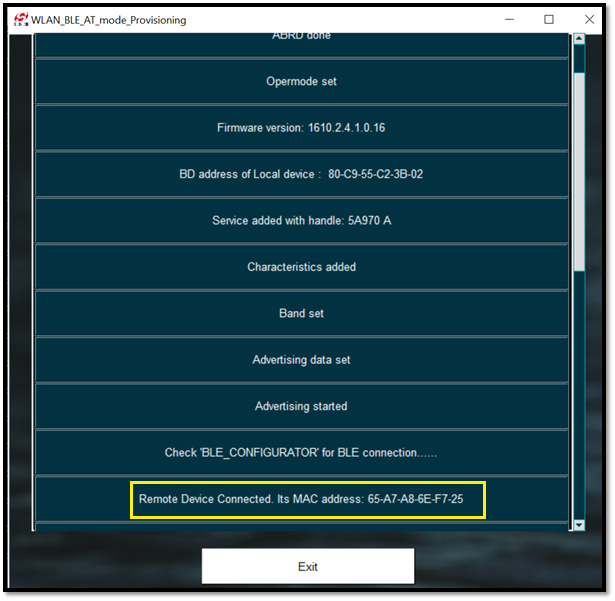 WLAN_BLE_AT_mode_Provisioning
ABRD done
Opermode set
Firmware version: 1610.2.4.1.0.16
BD address of Local device : 80-C9-55-C2-3B-02
Service added with handle: 5A970 A
Characteristics added
Band set
Advertising data set
Advertising started
Check 'BLE_CONFIGURATOR' for BLE connection......
Remote Device Connected. Its MAC address: 65-A7-A8-6E-F7-25
Exit